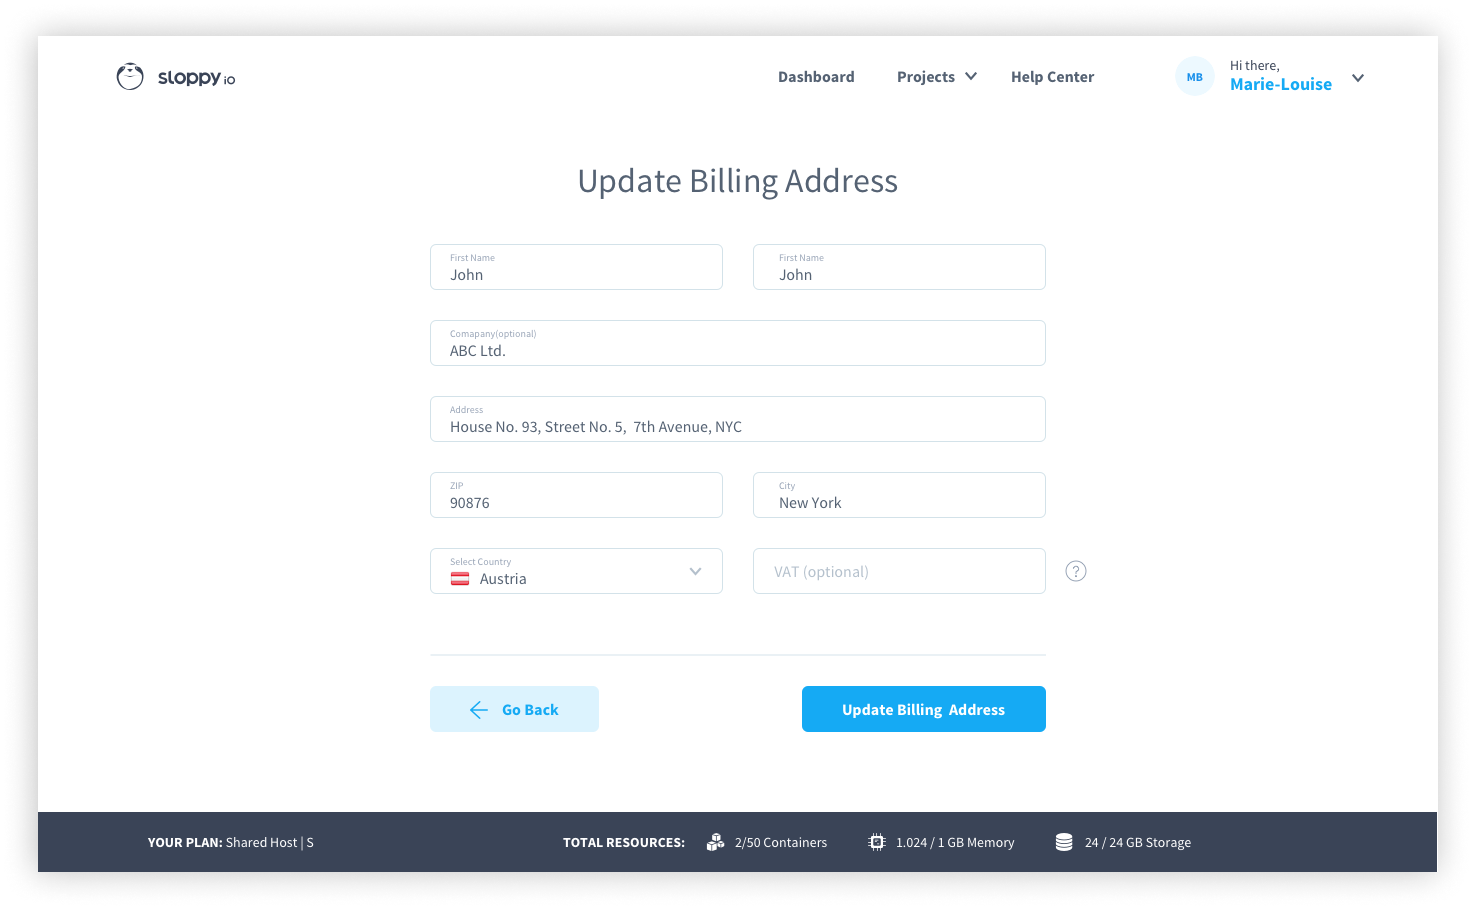 sloppy io
Dashboard
Projects
Help Center
MB
Hi there,
Marie-Louise
Update Billing Address
First Name
John
First Name
John
Comapany(optional)
ABC Ltd.
Address
House No. 93, Street No. 5,  7th Avenue, NYC
ZIP
90876
City
New York
Select Country
Austria
VAT (optional)
?
Go Back
Update Billing  Address
YOUR PLAN: Shared Host | S
TOTAL RESOURCES:
2/50 Containers
1.024 / 1 GB Memory
24 / 24 GB Storage